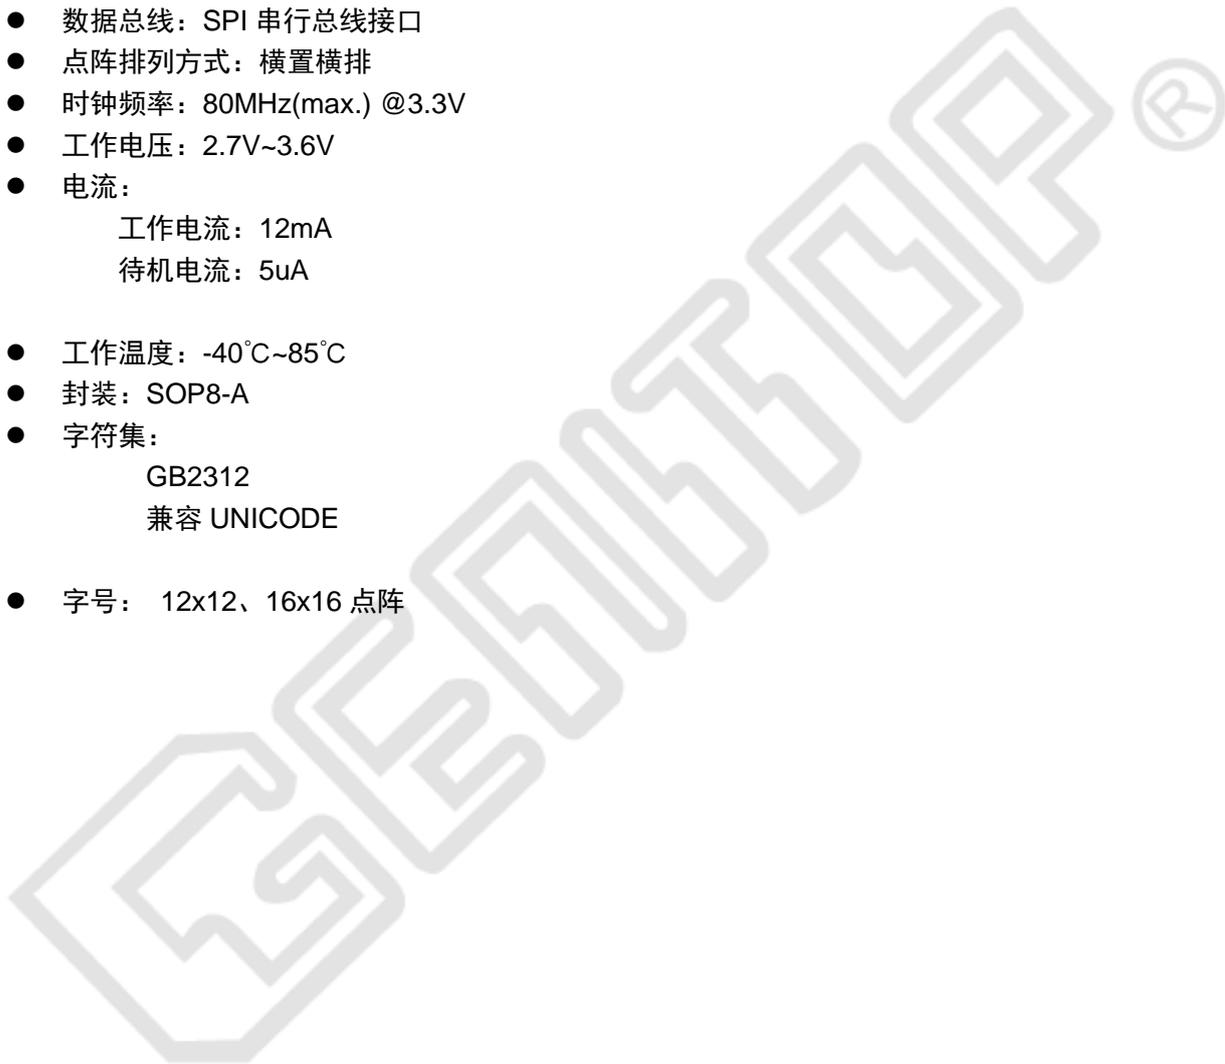 ● 数据总线：SPI 串行总线接口
● 点阵排列方式：横置横排
● 时钟频率：80MHz(max.) @3.3V
● 工作电压：2.7V~3.6V
● 电流：
工作电流：12mA
待机电流：5uA
● 工作温度：-40℃~85℃
● 封装：SOP8-A
● 字符集：
GB2312
兼容 UNICODE
● 字号： 12x12、16x16 点阵
GENITOP®